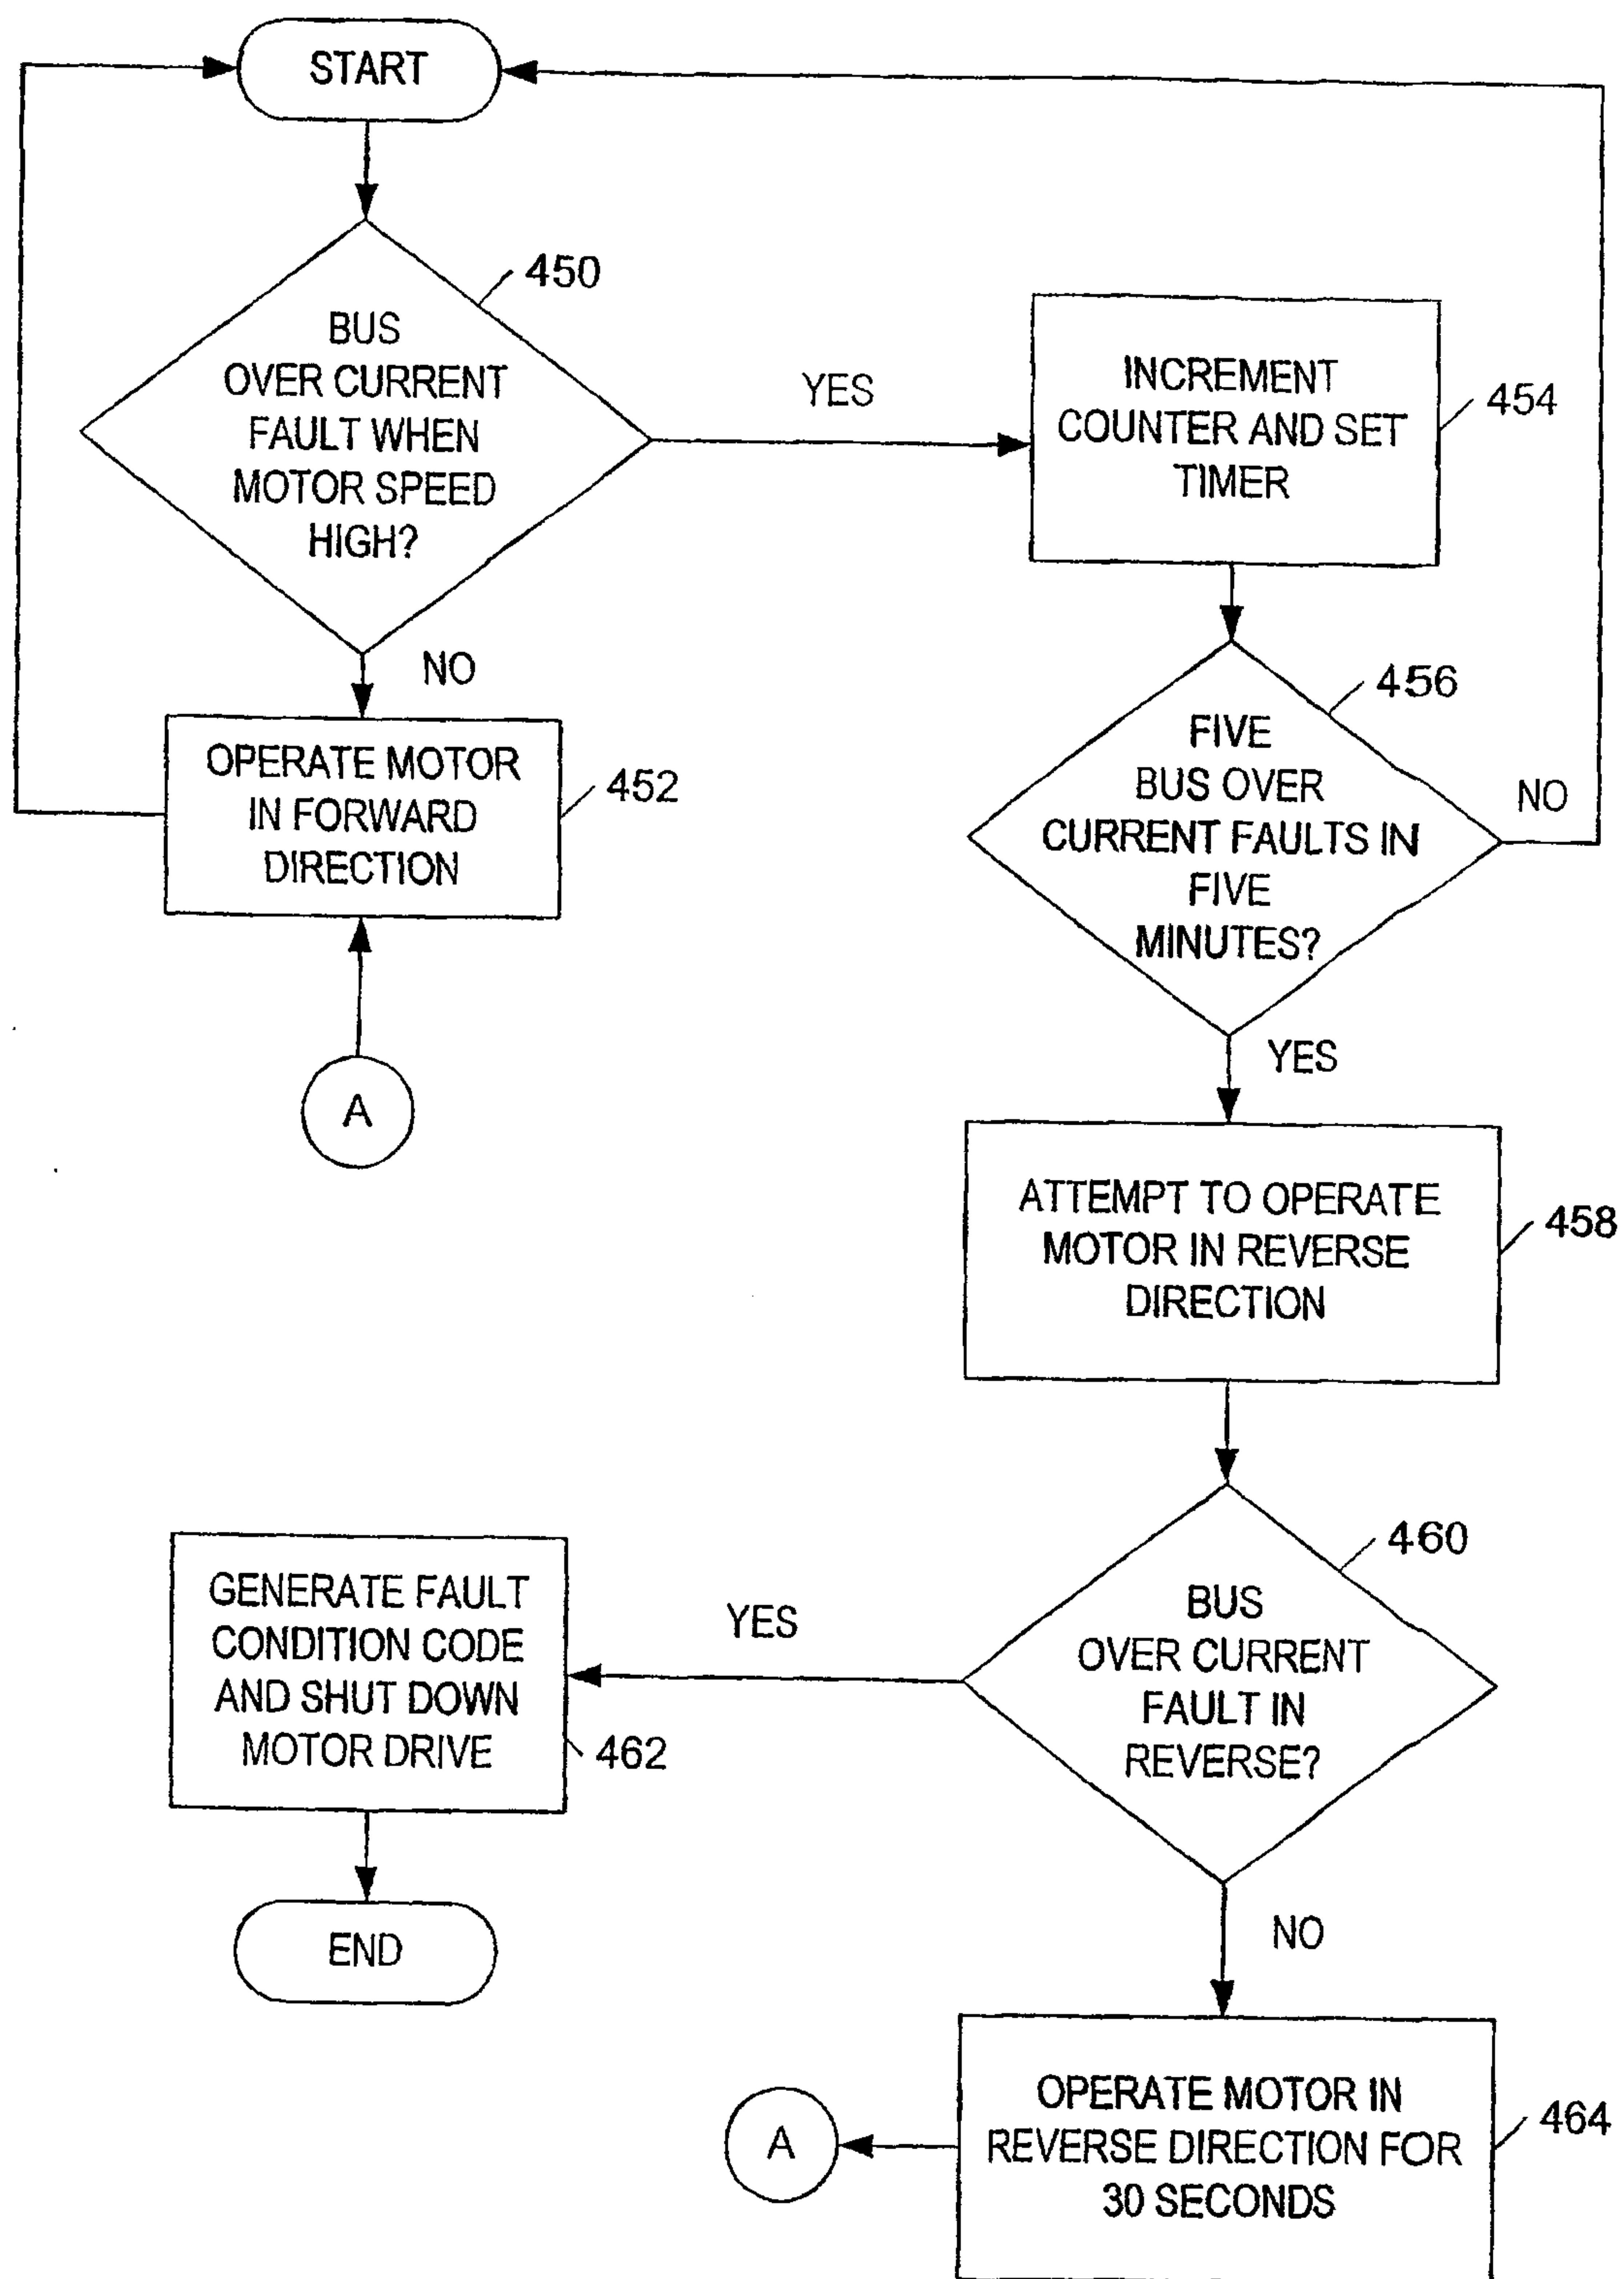 START
450
BUS
OVER CURRENT
FAULT WHEN
MOTOR SPEED
HIGH?
YES
INCREMENT
COUNTER AND SET
TIMER
454
NO
456
FIVE
BUS OVER
CURRENT FAULTS IN
FIVE
MINUTES?
NO
OPERATE MOTOR
IN FORWARD
DIRECTION
452
A
YES
ATTEMPT TO OPERATE
MOTOR IN REVERSE
DIRECTION
458
460
BUS
OVER CURRENT
FAULT IN
REVERSE?
YES
GENERATE FAULT
CONDITION CODE
AND SHUT DOWN
MOTOR DRIVE
462
END
NO
OPERATE MOTOR IN
REVERSE DIRECTION FOR
30 SECONDS
464
A